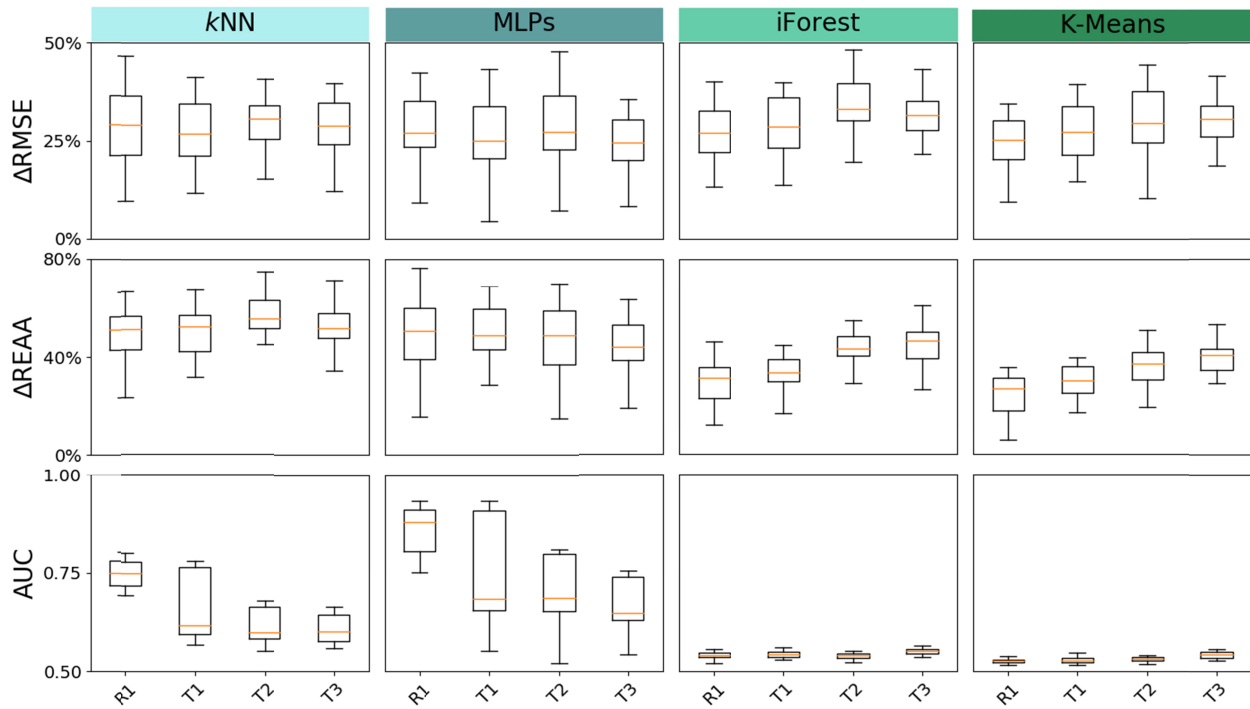 kNN MLPs iForest K-Means
50%
ΔRMSE
25%
0%
80%
ΔREAA
40%
0%
1.00
AUC
0.75
0.50
R1 T1 T2 T3 R1 T1 T2 T3 R1 T1 T2 T3 R1 T1 T2 T3